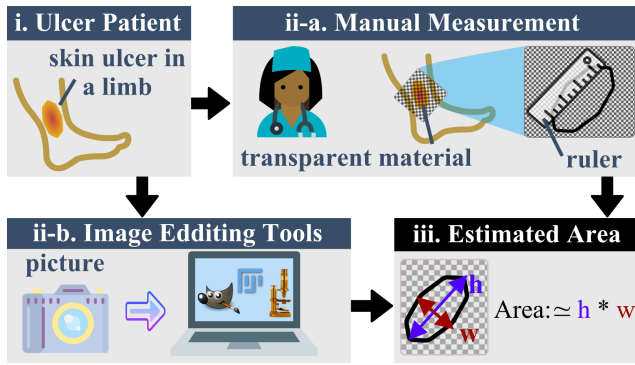 i. Ulcer Patient
skin ulcer in
a limb
ii-a. Manual Measurement
transparent material
ruler
ii-b. Image Edditing Tools
picture
iii. Estimated Area
h
w
Area:≃ h * w